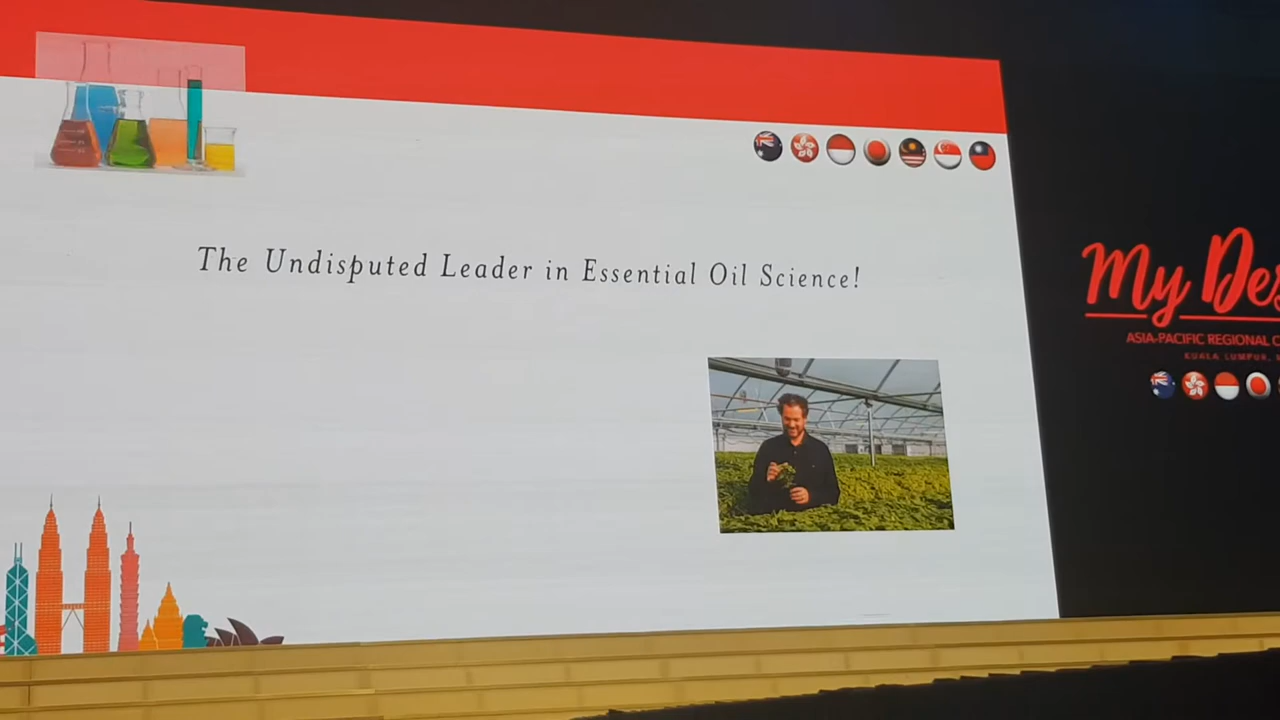 The Undisputed Leader in Essential Oil Science!
My Des
ASIA-PACIFIC REGIONAL C
KUALA LUMPUR,